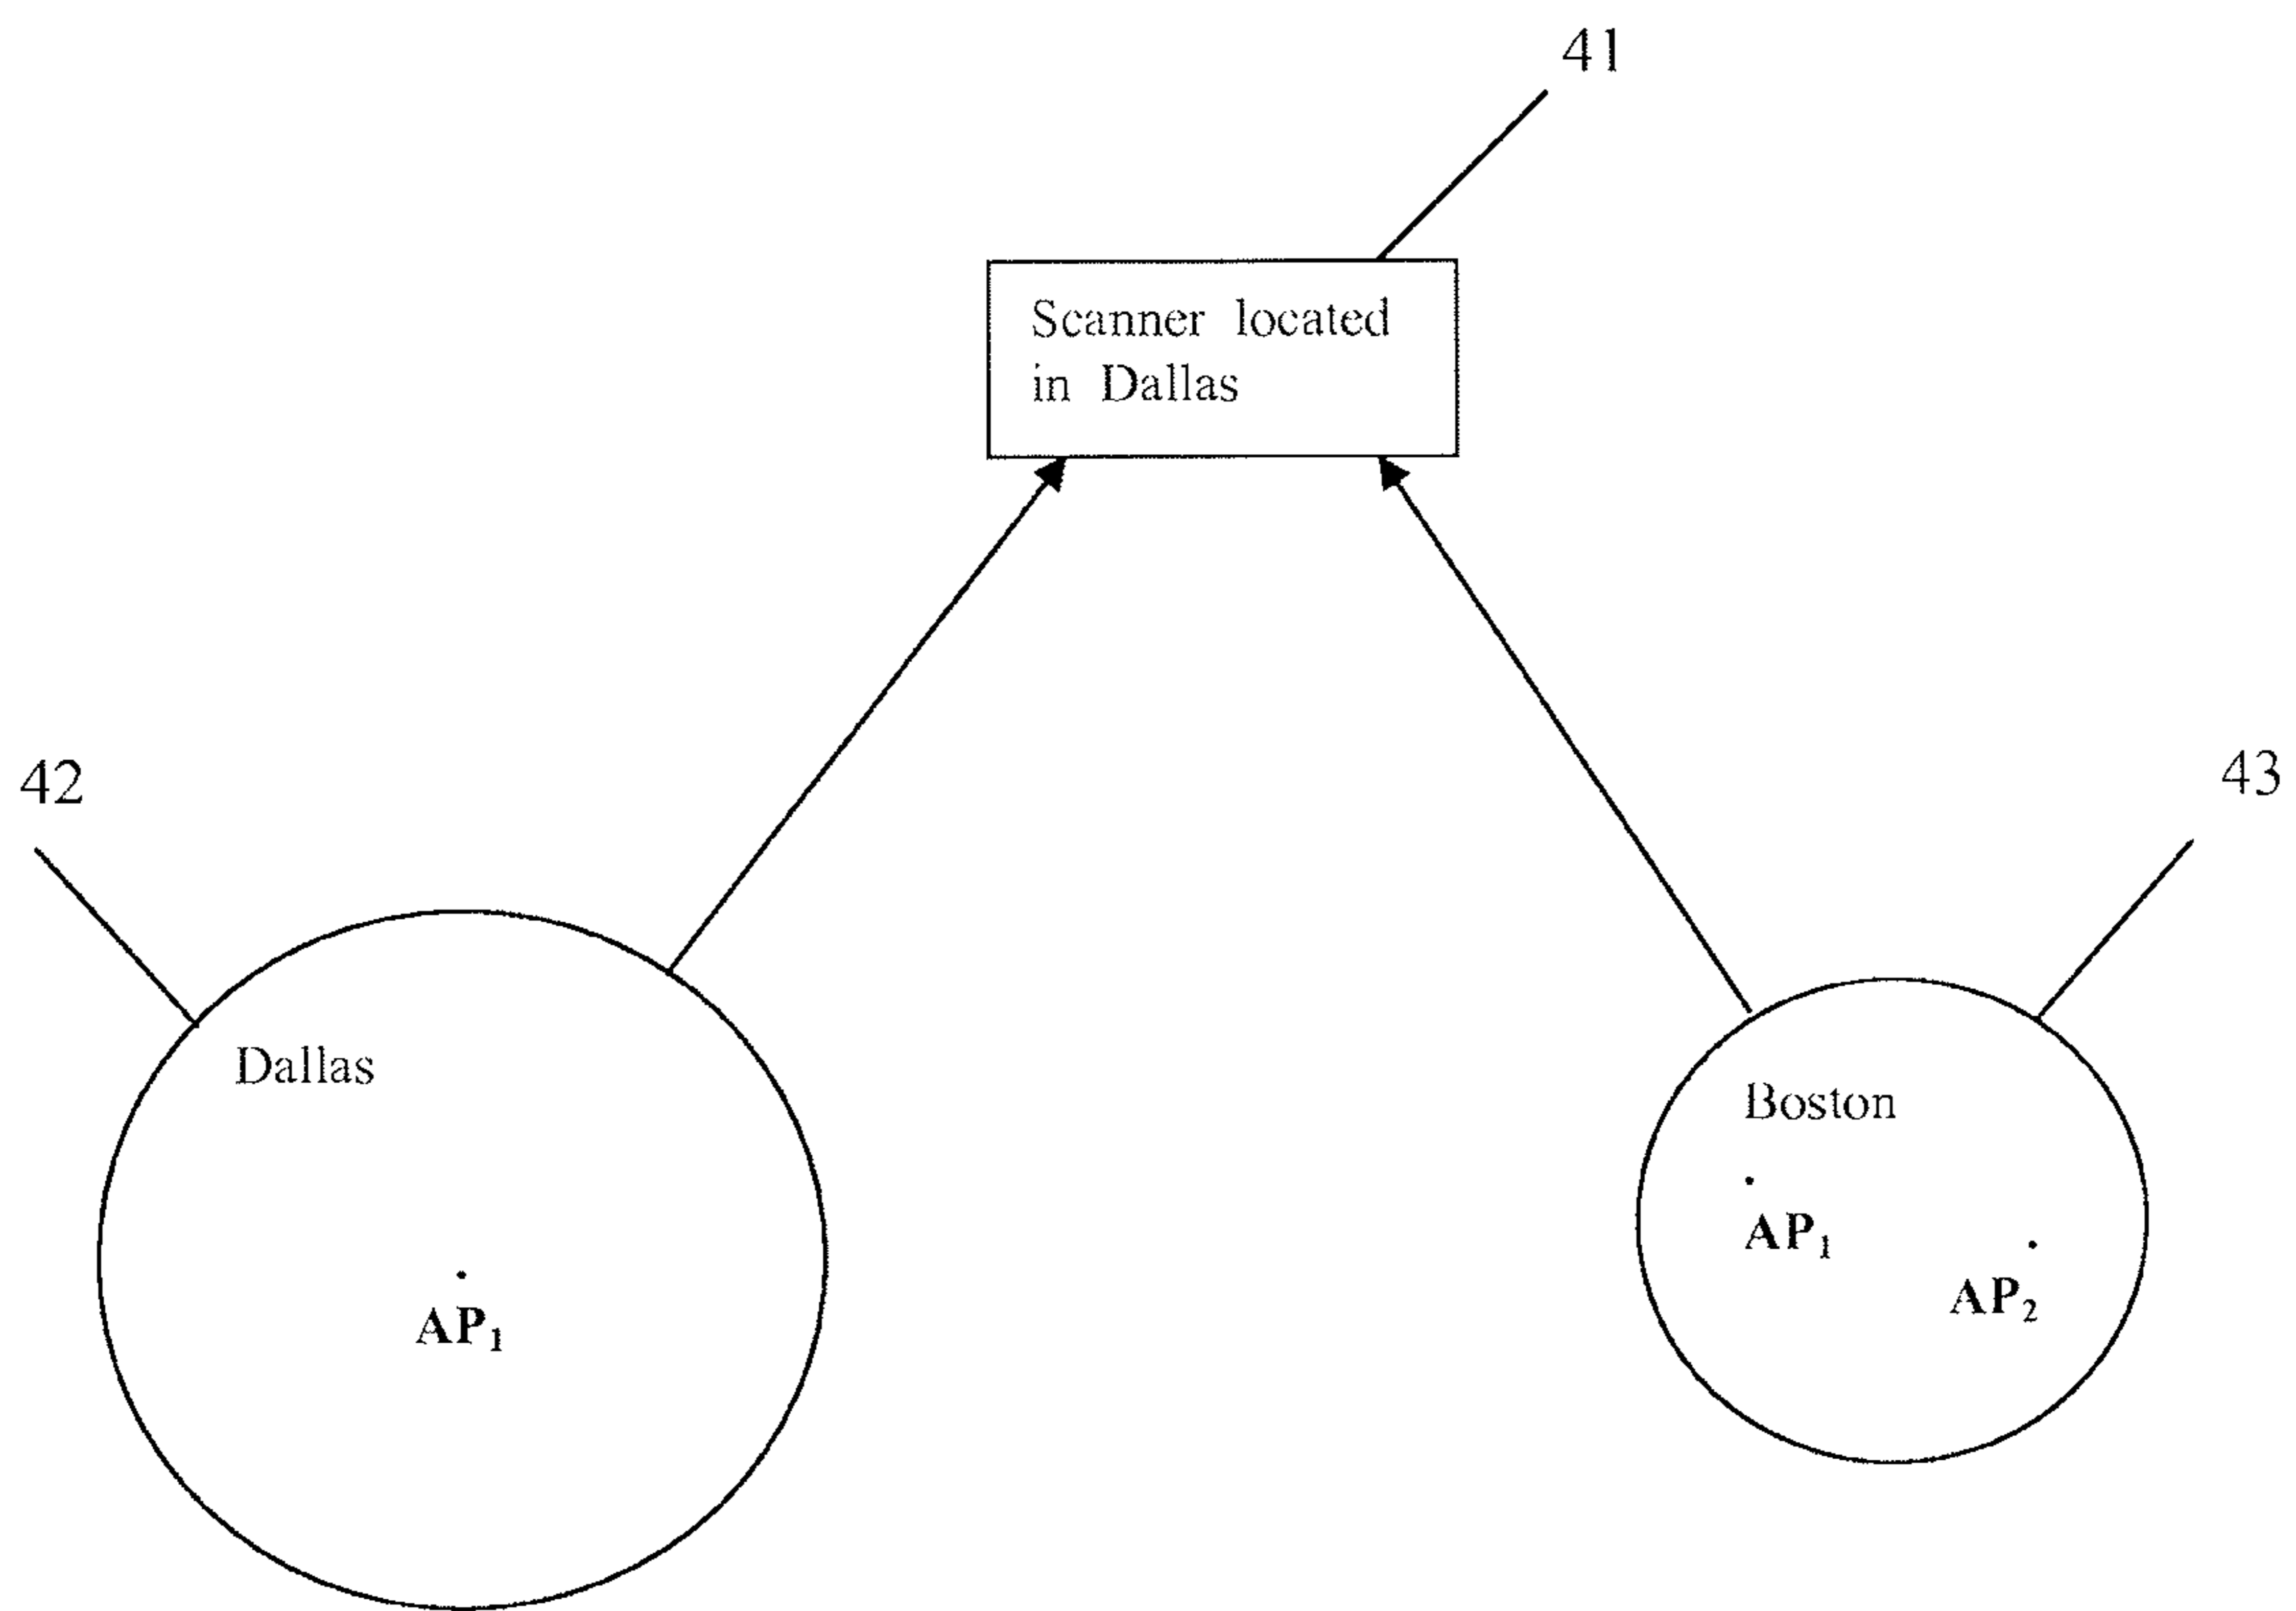 41
Scanner located
in Dallas
42
43
Dallas
Boston
AP₁
AP₂
AP₁